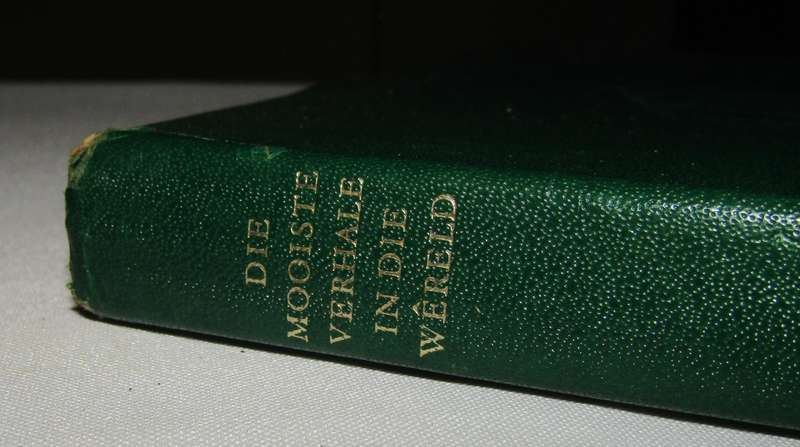 DIE
MOOISTE
VERHALE
IN DIE
WÊRELD